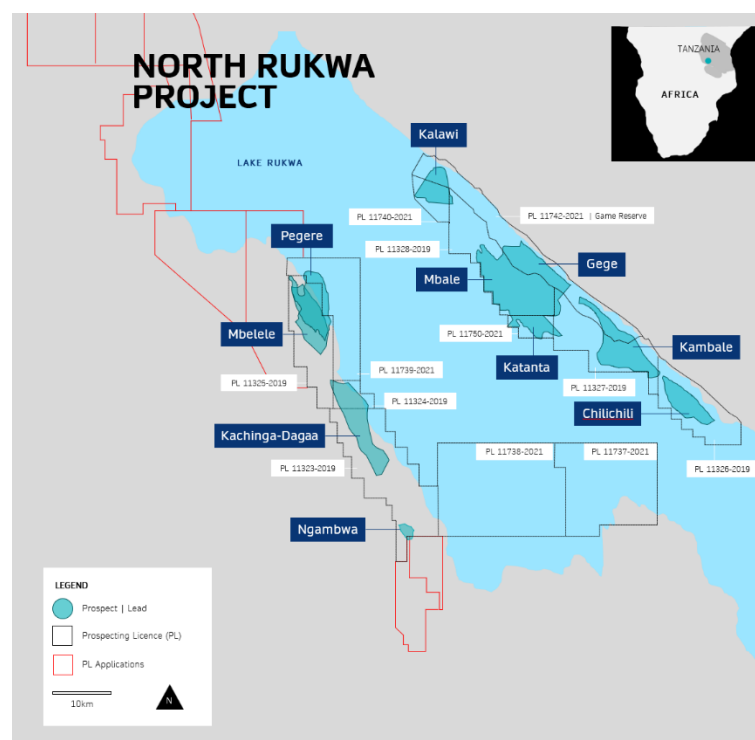 NORTH RUKWA
PROJECT
TANZANIA
AFRICA
LAKE RUKWA
Kalawi
PL 11740-2021
PL 11742-2021 | Game Reserve
Pegere
PL 11328-2019
Gege
Mbale
Mbelele
PL 11750-2021
Katanta
Kambale
PL 11325-2019
PL 11739-2021
PL 11327-2019
PL 11324-2019
Chilichili
Kachinga-Dagaa
PL 11738-2021
PL 11737-2021
PL 11323-2019
PL 11326-2019
Ngambwa
LEGEND
Prospect | Lead
Prospecting Licence (PL)
PL Applications
10km
N